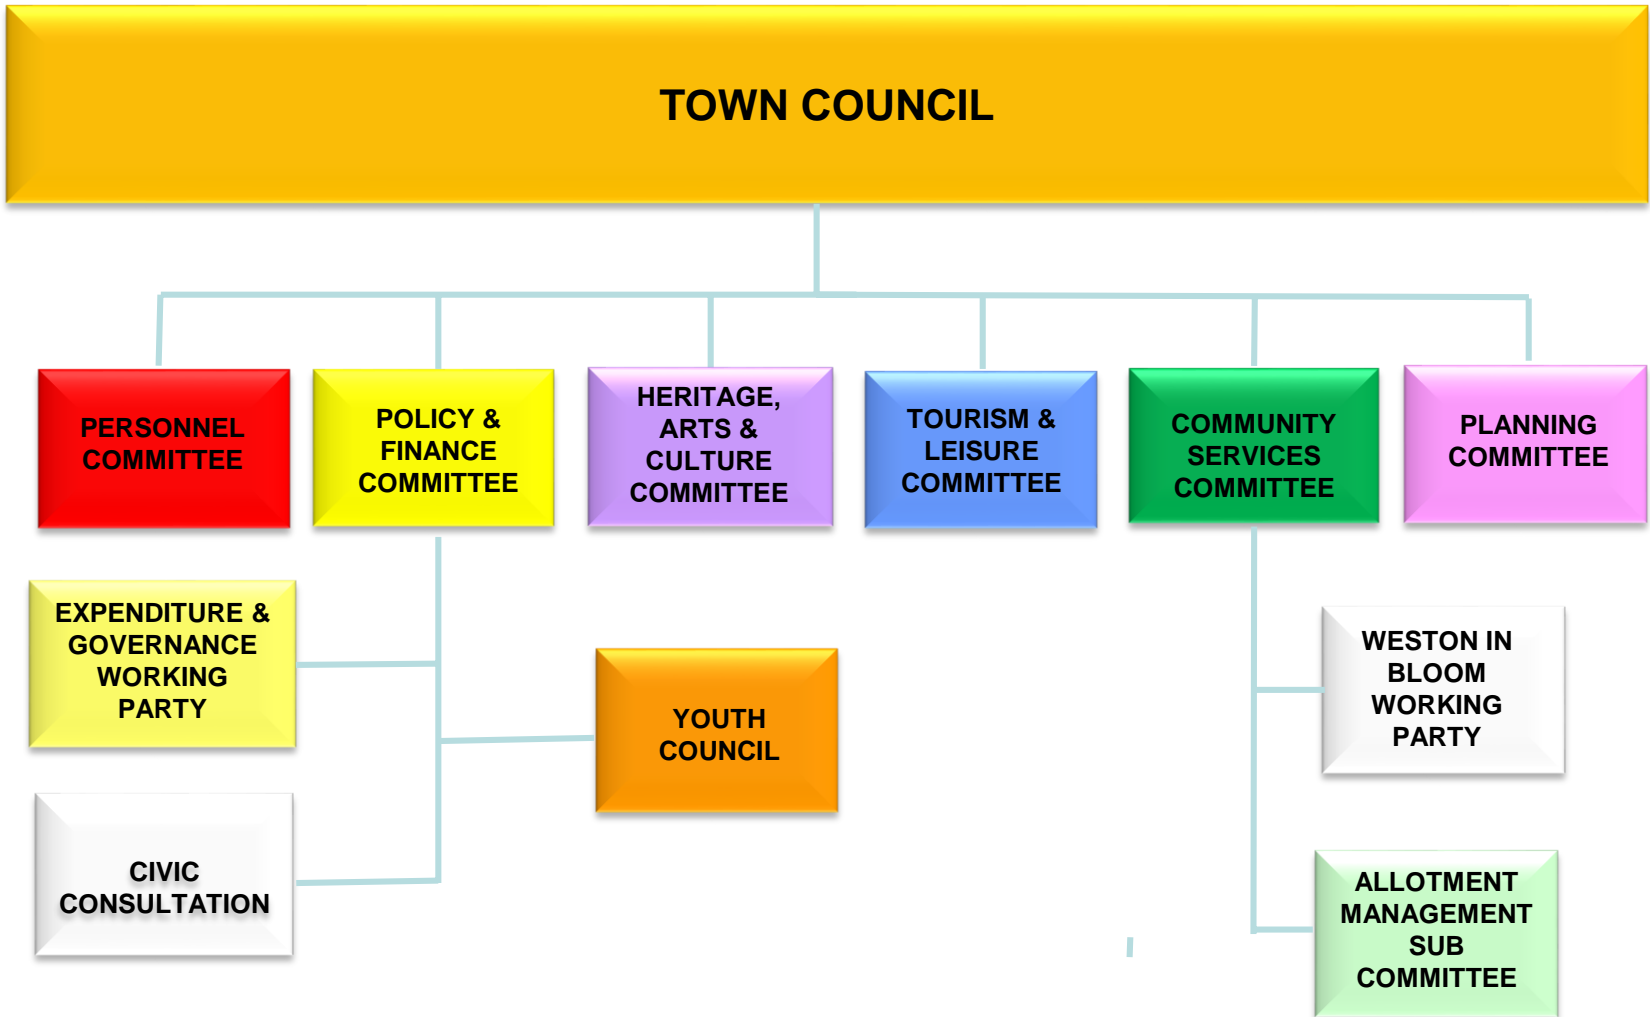 TOWN COUNCIL
PERSONNEL
COMMITTEE
POLICY &
FINANCE
COMMITTEE
HERITAGE,
ARTS &
CULTURE
COMMITTEE
TOURISM &
LEISURE
COMMITTEE
COMMUNITY
SERVICES
COMMITTEE
PLANNING
COMMITTEE
EXPENDITURE &
GOVERNANCE
WORKING
PARTY
YOUTH
COUNCIL
WESTON IN
BLOOM
WORKING
PARTY
CIVIC
CONSULTATION
ALLOTMENT
MANAGEMENT
SUB
COMMITTEE